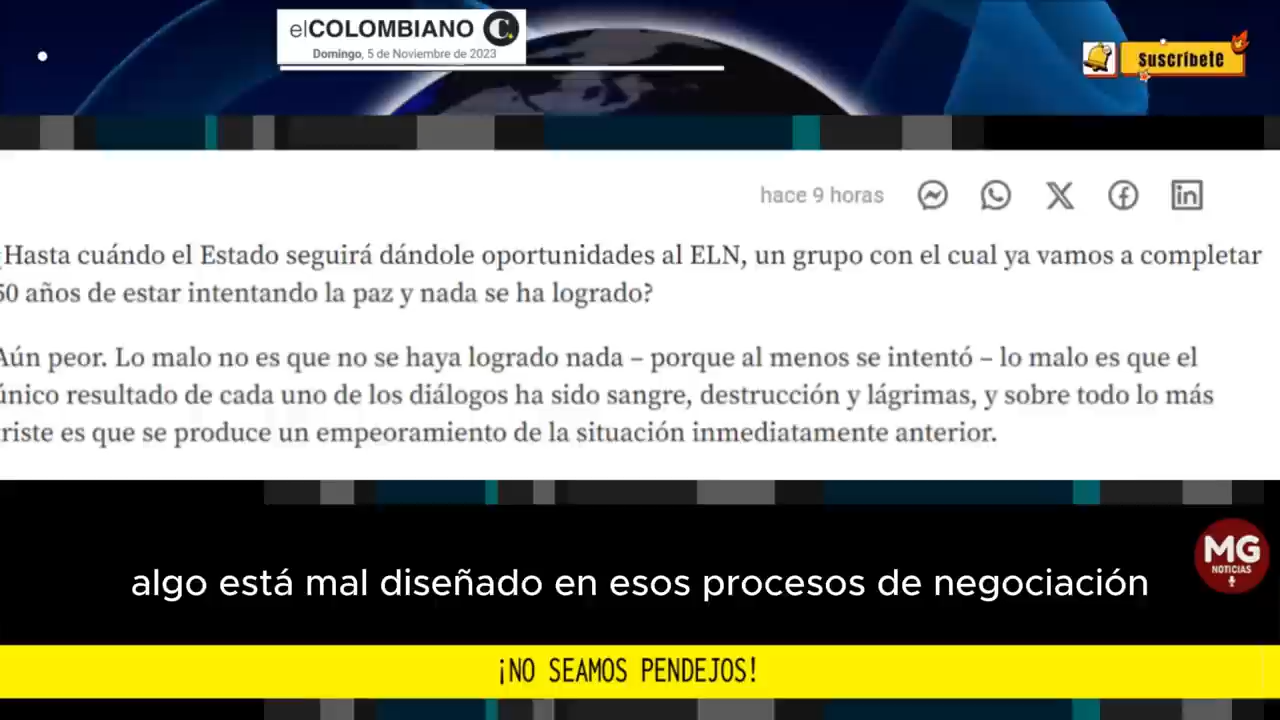 elCOLOMBIANO C.
Domingo, 5 de Noviembre de 2023
suscríbete
hace 9 horas
¿Hasta cuándo el Estado seguirá dándole oportunidades al ELN, un grupo con el cual ya vamos a completar
50 años de estar intentando la paz y nada se ha logrado?
Aún peor. Lo malo no es que no se haya logrado nada – porque al menos se intentó – lo malo es que el
único resultado de cada uno de los diálogos ha sido sangre, destrucción y lágrimas, y sobre todo lo más
triste es que se produce un empeoramiento de la situación inmediatamente anterior.
MG
NOTICIAS
algo está mal diseñado en esos procesos de negociación
¡NO SEAMOS PENDEJOS!